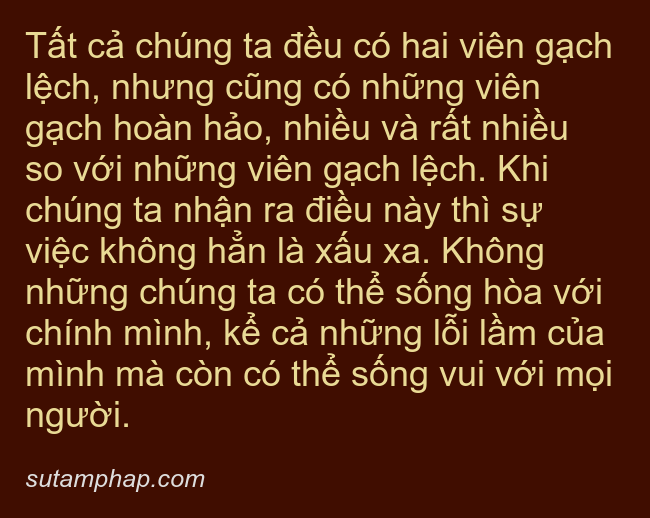 Tất cả chúng ta đều có hai viên gạch
lệch, nhưng cũng có những viên
gạch hoàn hảo, nhiều và rất nhiều
so với những viên gạch lệch. Khi
chúng ta nhận ra điều này thì sự
việc không hẳn là xấu xa. Không
những chúng ta có thể sống hòa với
chính mình, kể cả những lỗi lầm của
mình mà còn có thể sống vui với mọi
người.
sutamphap.com